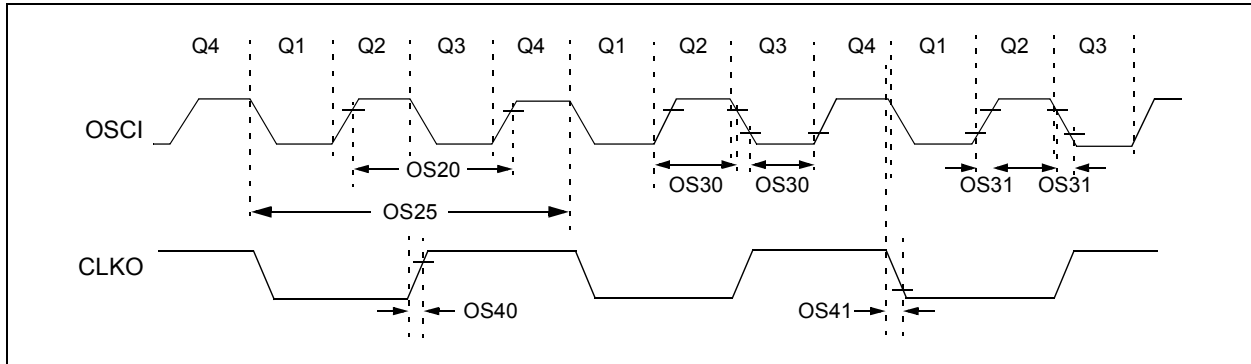 Q4 Q1 Q2 Q3 Q4 Q1 Q2 Q3 Q4 Q1 Q2 Q3
OSCI
OS20
OS30 OS30
OS31 OS31
OS25
CLKO
OS40
OS41